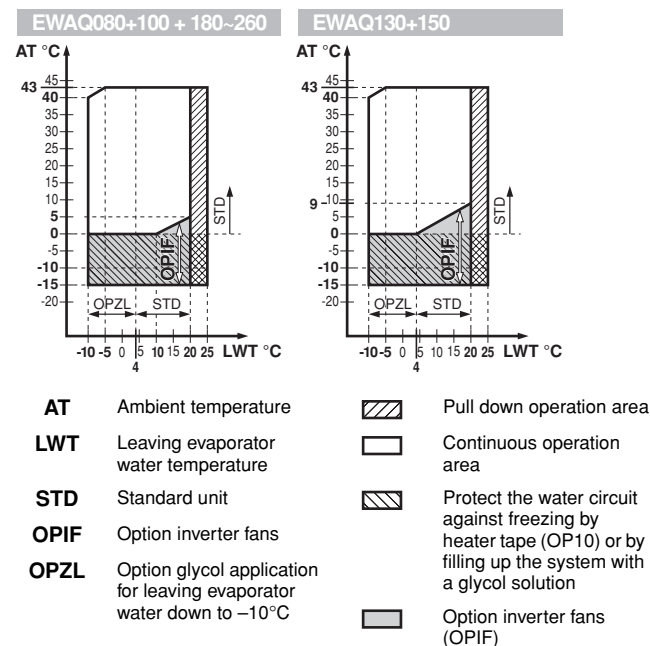 EWAQ080+100 + 180~260
AT °C
45
43
40
35
30
25
20
15
10
5
0
-5
-10
-15
-20
OPIF
STD
OPZL STD
-10 -5 0 5 10 15 20 25 LWT °C
4
EWAQ130+150
AT °C
45
43
40
35
30
25
20
15
10
9
5
0
-5
-10
-15
-20
OPIF
STD
OPZL STD
-10 -5 0 5 10 15 20 25 LWT °C
4
AT Ambient temperature
LWT Leaving evaporator
water temperature
STD Standard unit
OPIF Option inverter fans
OPZL Option glycol application
for leaving evaporator
water down to –10°C
Pull down operation area
Continuous operation
area
Protect the water circuit
against freezing by
heater tape (OP10) or by
filling up the system with
a glycol solution
Option inverter fans
(OPIF)